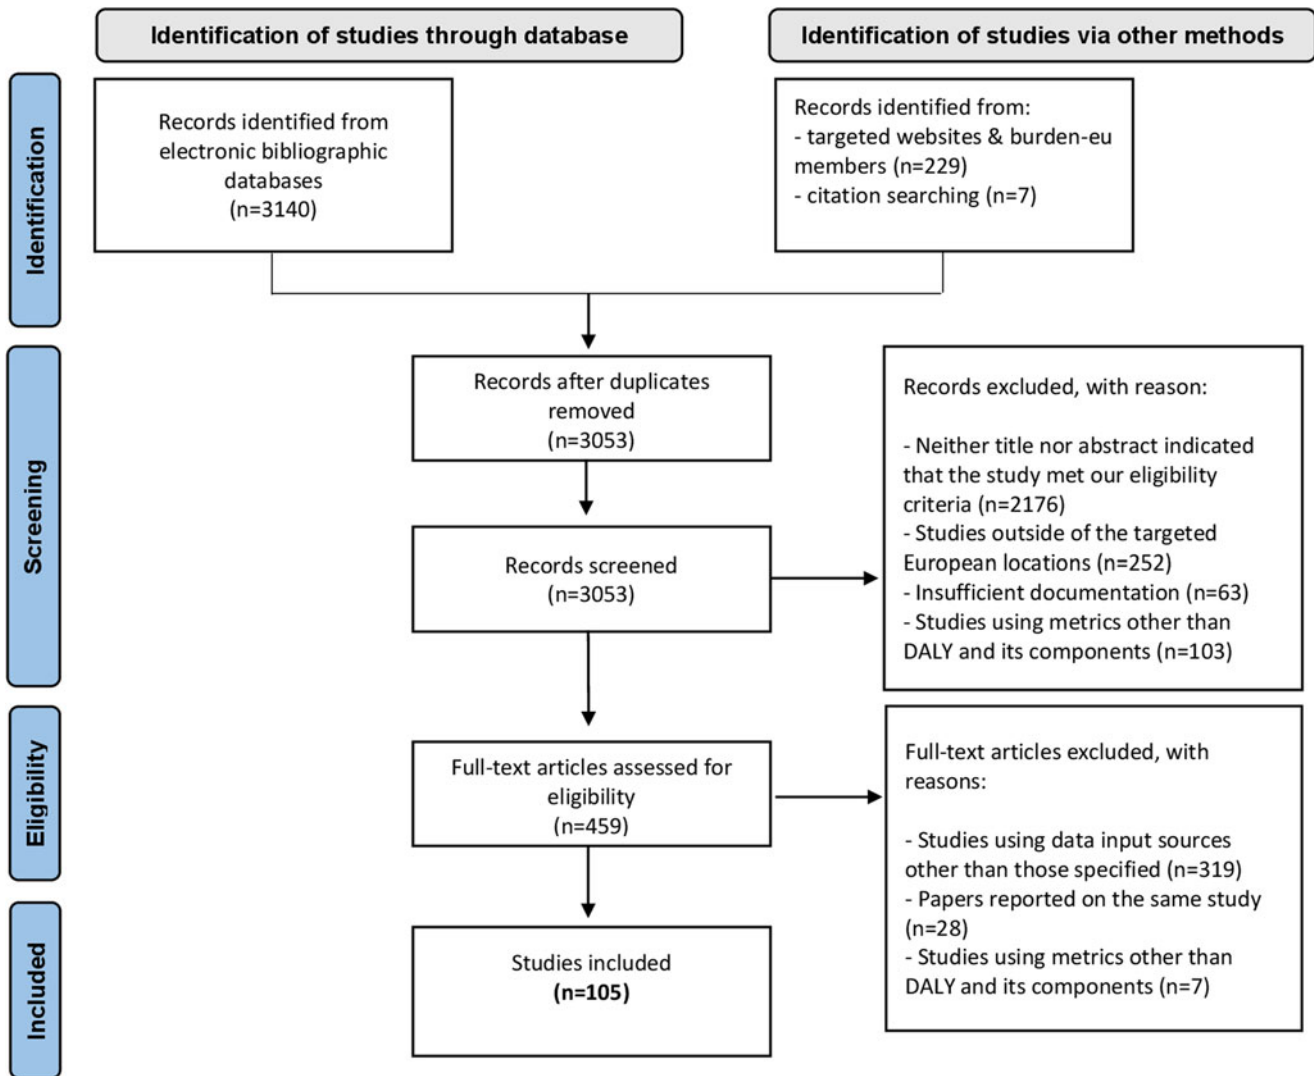 Identification of studies through database
Identification of studies via other methods
Identification
Records identified from
electronic bibliographic
databases
(n=3140)
Records identified from:
- targeted websites & burden-eu
members (n=229)
- citation searching (n=7)
Screening
Records after duplicates
removed
(n=3053)
Records screened
(n=3053)
Records excluded, with reason:
- Neither title nor abstract indicated
that the study met our eligibility
criteria (n=2176)
- Studies outside of the targeted
European locations (n=252)
- Insufficient documentation (n=63)
- Studies using metrics other than
DALY and its components (n=103)
Eligibility
Full-text articles assessed for
eligibility
(n=459)
Full-text articles excluded, with
reasons:
- Studies using data input sources
other than those specified (n=319)
- Papers reported on the same study
(n=28)
- Studies using metrics other than
DALY and its components (n=7)
Included
Studies included
(n=105)